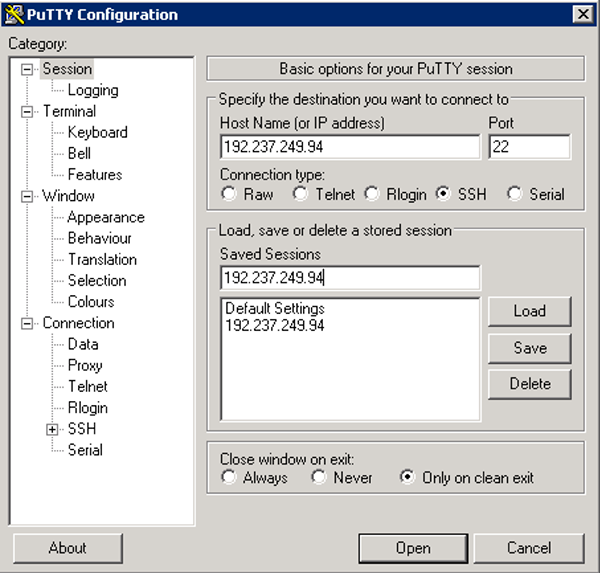 PuTTY Configuration
Category:
Session
Logging
Terminal
Keyboard
Bell
Features
Window
Appearance
Behaviour
Translation
Selection
Colours
Connection
Data
Proxy
Telnet
Rlogin
SSH
Serial
Basic options for your PuTTY session
Specify the destination you want to connect to
Host Name (or IP address) Port
192.237.249.94 22
Connection type:
Raw Telnet Rlogin SSH Serial
Load, save or delete a stored session
Saved Sessions
192.237.249.94
Default Settings
192.237.249.94
Load
Save
Delete
Close window on exit:
Always Never Only on clean exit
About Open Cancel